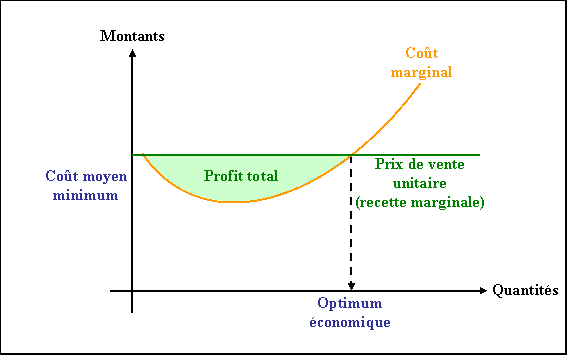 Montants
Coût
marginal
Coût moyen
minimum
Profit total
Prix de vente
unitaire
(recette marginale)
Quantités
Optimum
économique